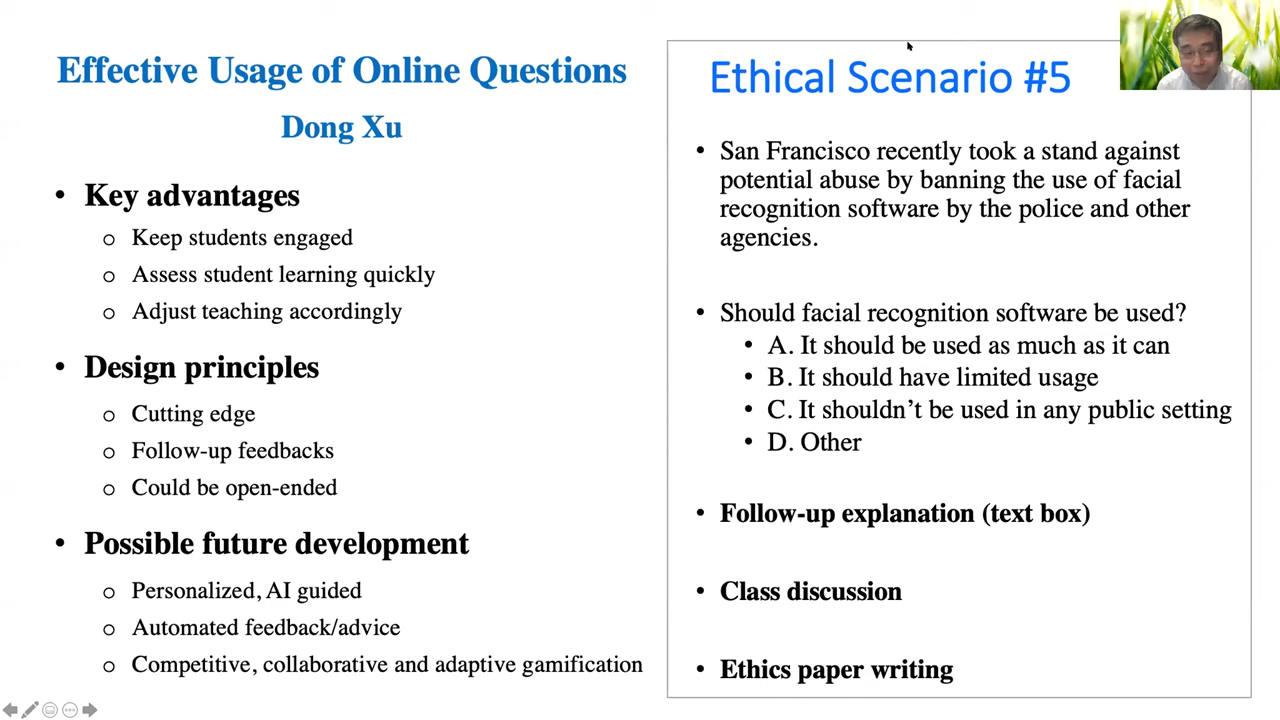 Effective Usage of Online Questions
Dong Xu
• Key advantages
o Keep students engaged
o Assess student learning quickly
o Adjust teaching accordingly
• Design principles
o Cutting edge
o Follow-up feedbacks
o Could be open-ended
• Possible future development
o Personalized, AI guided
o Automated feedback/advice
o Competitive, collaborative and adaptive gamification
Ethical Scenario #5
• San Francisco recently took a stand against
potential abuse by banning the use of facial
recognition software by the police and other
agencies.
• Should facial recognition software be used?
• A. It should be used as much as it can
• B. It should have limited usage
• C. It shouldn’t be used in any public setting
• D. Other
• Follow-up explanation (text box)
• Class discussion
• Ethics paper writing